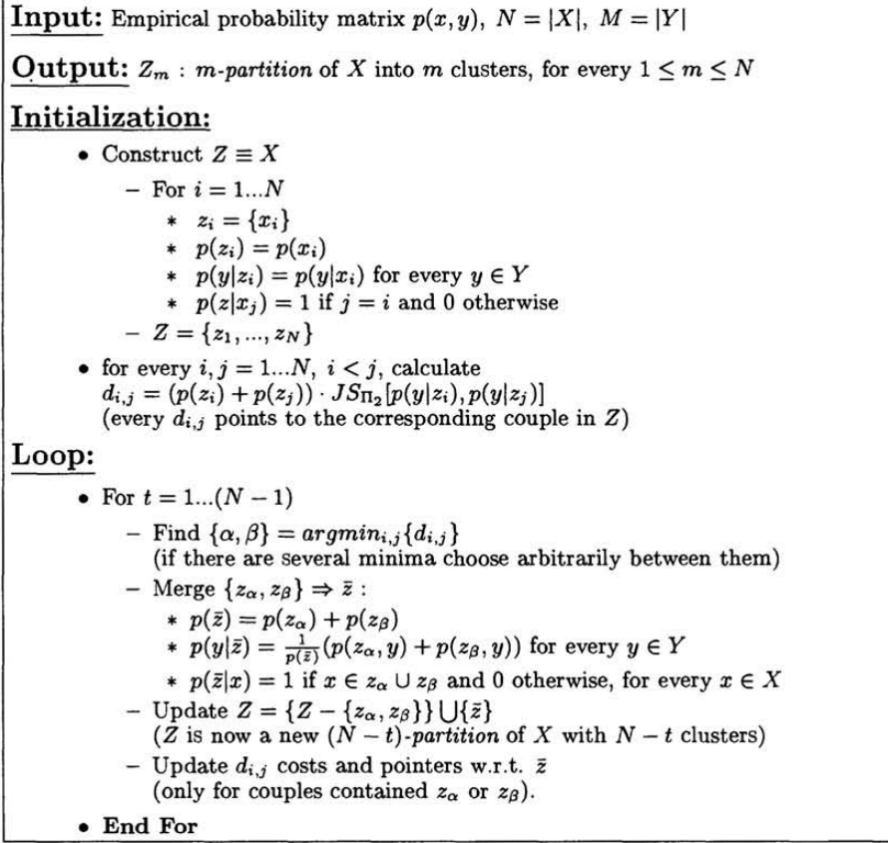 Input: Empirical probability matrix p(x, y), N = |X|, M = |Y|
Output: Z_m : m-partition of X into m clusters, for every 1 ≤ m ≤ N
Initialization:
• Construct Z ≡ X
– For i = 1...N
* z_i = {x_i}
* p(z_i) = p(x_i)
* p(y|z_i) = p(y|x_i) for every y ∈ Y
* p(z|x_j) = 1 if j = i and 0 otherwise
– Z = {z_1, ..., z_N}
• for every i, j = 1...N, i < j, calculate
d_{i,j} = (p(z_i) + p(z_j)) · JS_{Π_2}[p(y|z_i), p(y|z_j)]
(every d_{i,j} points to the corresponding couple in Z)
Loop:
• For t = 1...(N − 1)
– Find {α, β} = argmin_{i,j}{d_{i,j}}
(if there are several minima choose arbitrarily between them)
– Merge {z_α, z_β} ⇒ z̄ :
* p(z̄) = p(z_α) + p(z_β)
* p(y|z̄) = 1/p(z̄) (p(z_α, y) + p(z_β, y)) for every y ∈ Y
* p(z̄|x) = 1 if x ∈ z_α ∪ z_β and 0 otherwise, for every x ∈ X
– Update Z = {Z − {z_α, z_β}} ⋃{z̄}
(Z is now a new (N − t)-partition of X with N − t clusters)
– Update d_{i,j} costs and pointers w.r.t. z̄
(only for couples contained z_α or z_β).
• End For